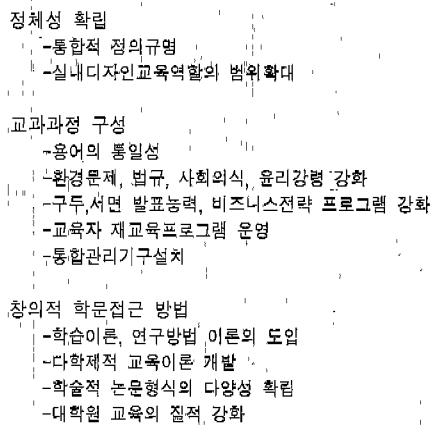 정체성 확립
-통합적 정의규명
-실내디자인교육역할의 범위확대
교과과정 구성
-용어의 통일성
-환경문제, 법규, 사회의식, 윤리강령 강화
-구두,서면 발표능력, 비즈니스전략 프로그램 강화
-교육자 재교육프로그램 운영
-통합관리기구설치
창의적 학문접근 방법
-학습이론, 연구방법 이론의 도입
-다학제적 교육이론 개발
-학술적 논문형식의 다양성 확립
-대학원 교육의 질적 강화